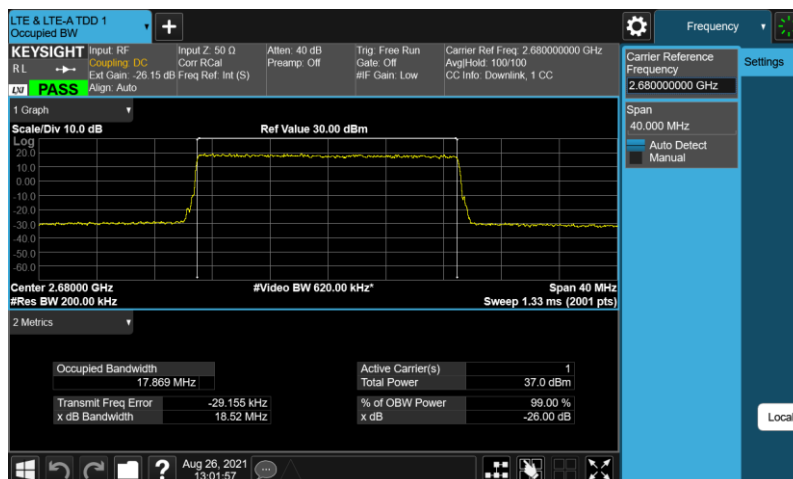 LTE & LTE-A TDD 1
Occupied BW
Frequency
KEYSIGHT
R L
LXI
PASS
Input: RF
Coupling: DC
Ext Gain: -26.15 dB
Align: Auto
Input Z: 50 Ω
Corr RCal
Freq Ref: Int (S)
Atten: 40 dB
Preamp: Off
Trig: Free Run
Gate: Off
#IF Gain: Low
Carrier Ref Freq: 2.680000000 GHz
Avg|Hold: 100/100
CC Info: Downlink, 1 CC
Carrier Reference
Frequency
2.680000000 GHz
Settings
Span
40.000 MHz
Auto Detect
Manual
1 Graph
Scale/Div 10.0 dB
Ref Value 30.00 dBm
Log
20.0
10.0
0.00
-10.0
-20.0
-30.0
-40.0
-50.0
-60.0
Center 2.68000 GHz
#Video BW 620.00 kHz*
Span 40 MHz
#Res BW 200.00 kHz
Sweep 1.33 ms (2001 pts)
2 Metrics
Occupied Bandwidth
17.869 MHz
Active Carrier(s) 1
Total Power 37.0 dBm
Transmit Freq Error -29.155 kHz
x dB Bandwidth 18.52 MHz
% of OBW Power 99.00 %
x dB -26.00 dB
Local
?
Aug 26, 2021
13:01:57